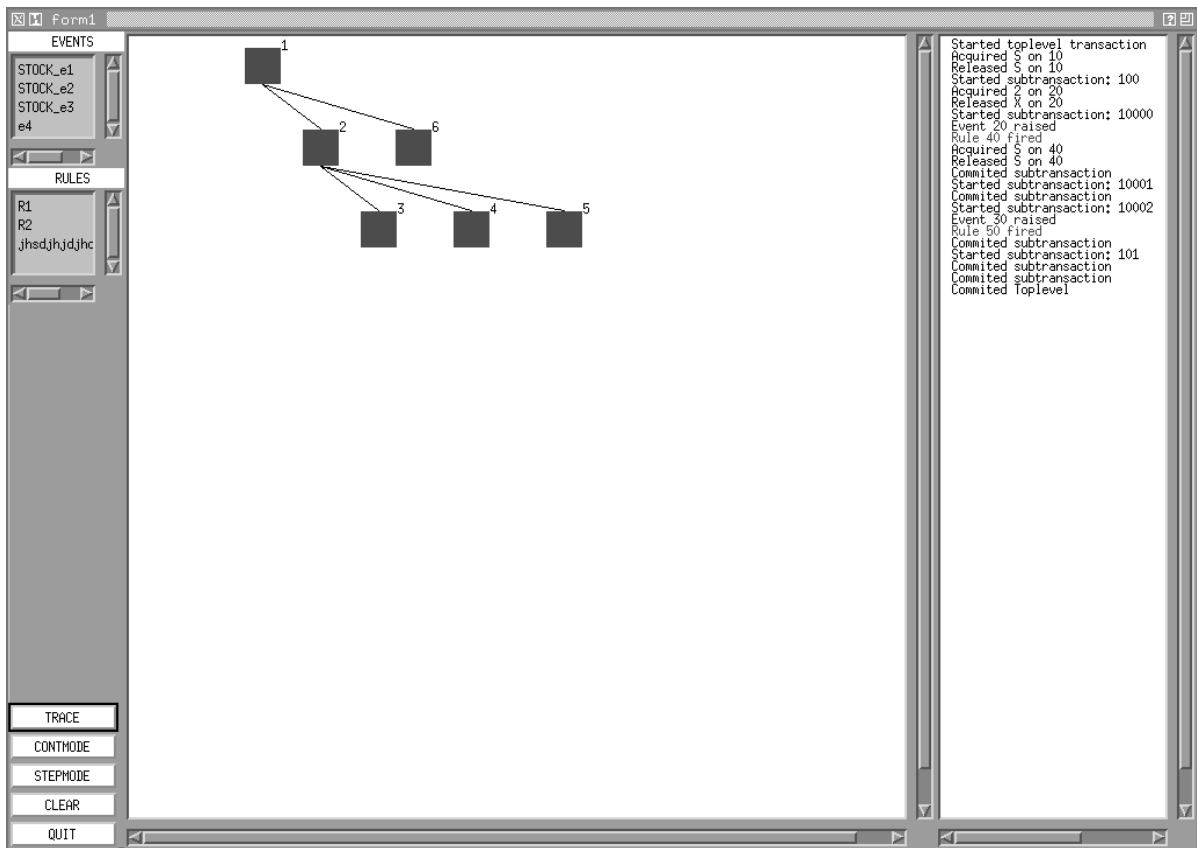 form1
EVENTS
STOCK_e1
STOCK_e2
STOCK_e3
e4
RULES
R1
R2
jhsdjhjdjhc
TRACE
CONTMODE
STEPMODE
CLEAR
QUIT
1
2
6
3
4
5
Started toplevel transaction
Acquired S on 10
Released S on 10
Started subtransaction: 100
Acquired 2 on 20
Released X on 20
Started subtransaction: 10000
Event 20 raised
Rule 40 fired
Acquired S on 40
Released S on 40
Commited subtransaction
Started subtransaction: 10001
Commited subtransaction
Started subtransaction: 10002
Event 30 raised
Rule 50 fired
Commited subtransaction
Started subtransaction: 101
Commited subtransaction
Commited subtransaction
Commited Toplevel